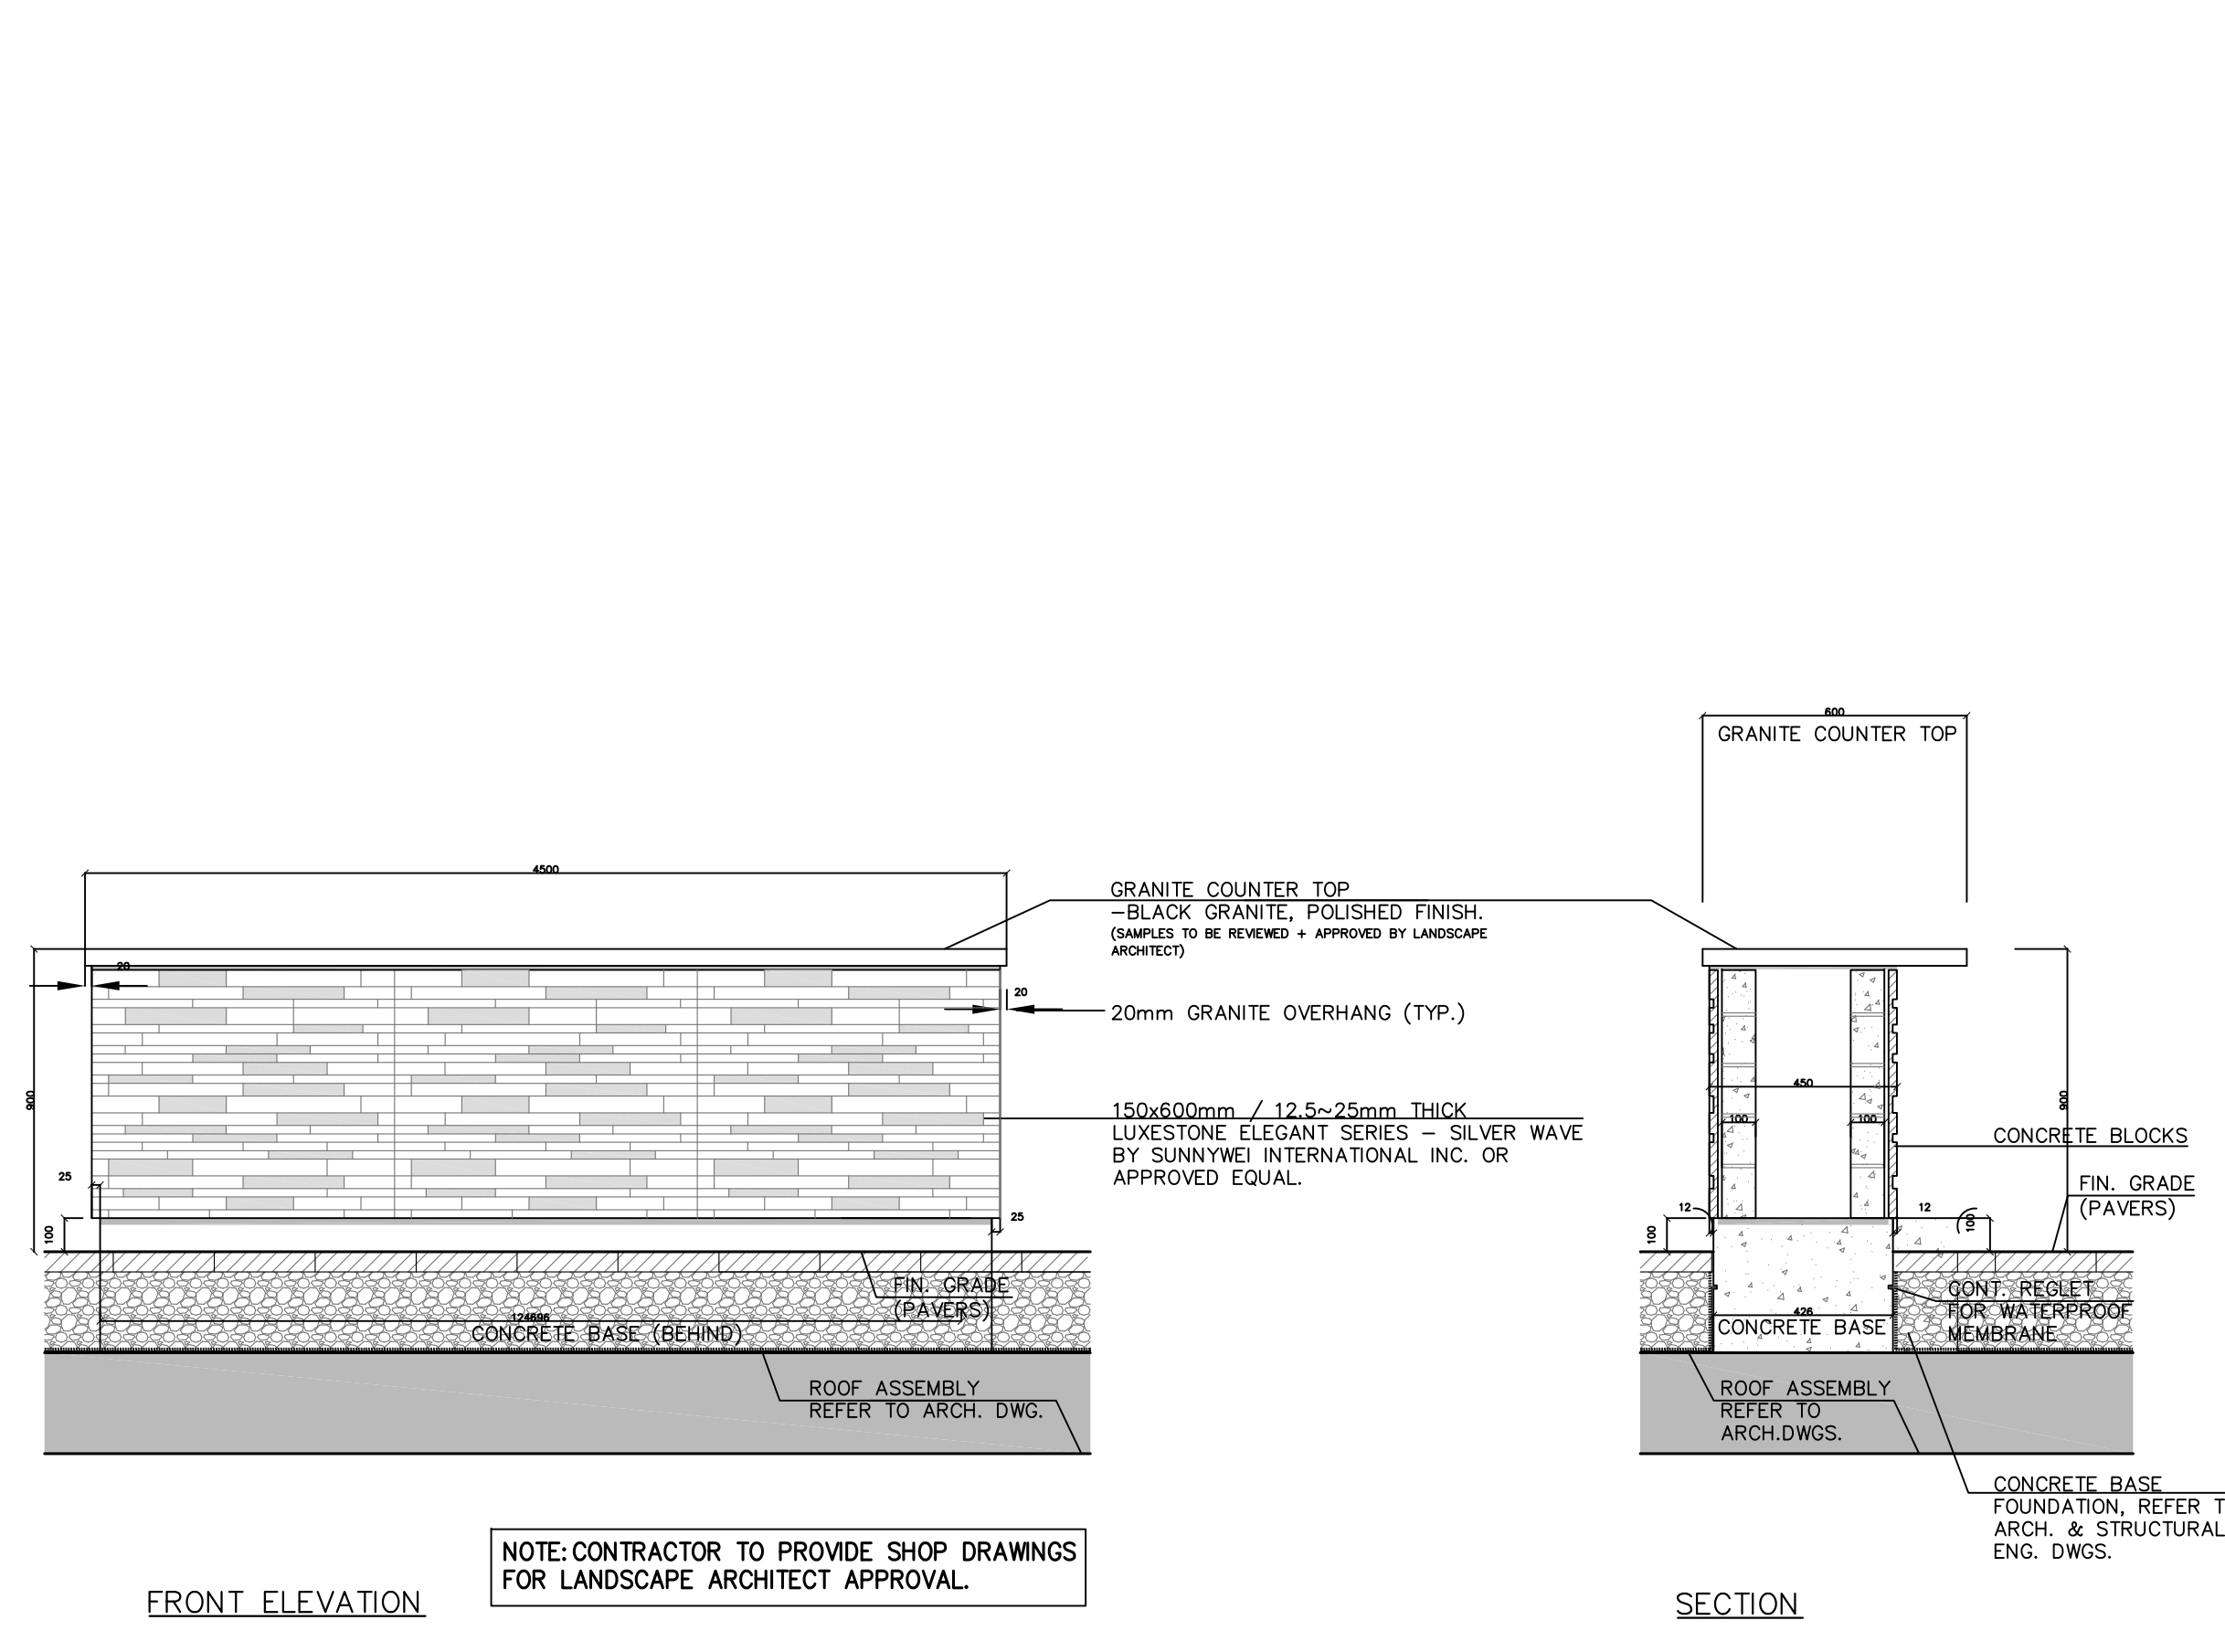 600
GRANITE COUNTER TOP
4500
GRANITE COUNTER TOP
–BLACK GRANITE, POLISHED FINISH.
(SAMPLES TO BE REVIEWED + APPROVED BY LANDSCAPE
ARCHITECT)
20
20
20mm GRANITE OVERHANG (TYP.)
900
150x600mm / 12.5~25mm THICK
LUXESTONE ELEGANT SERIES – SILVER WAVE
BY SUNNYWEI INTERNATIONAL INC. OR
APPROVED EQUAL.
25
25
100
FIN. GRADE
(PAVERS)
124696
CONCRETE BASE (BEHIND)
ROOF ASSEMBLY
REFER TO ARCH. DWG.
450
100
100
900
CONCRETE BLOCKS
FIN. GRADE
(PAVERS)
12
12
100
100
CONT. REGLET
FOR WATERPROOF
MEMBRANE
426
CONCRETE BASE
ROOF ASSEMBLY
REFER TO
ARCH.DWGS.
CONCRETE BASE
FOUNDATION, REFER T
ARCH. & STRUCTURAL
ENG. DWGS.
NOTE: CONTRACTOR TO PROVIDE SHOP DRAWINGS
FOR LANDSCAPE ARCHITECT APPROVAL.
FRONT ELEVATION
SECTION